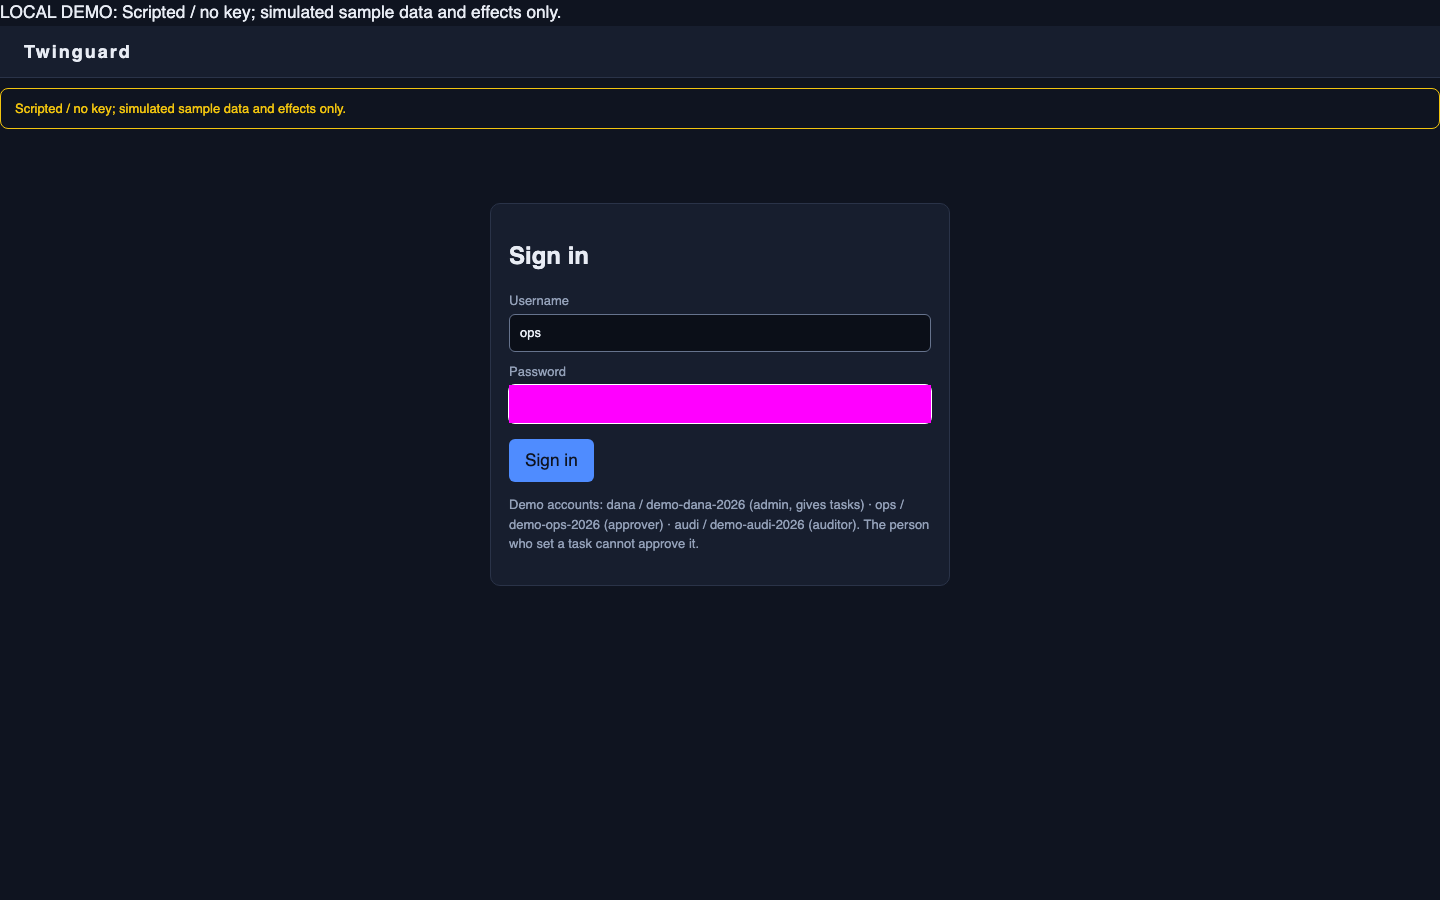 LOCAL DEMO: Scripted / no key; simulated sample data and effects only.
Twinguard
Scripted / no key; simulated sample data and effects only.
Sign in
Username
ops
Password
Sign in
Demo accounts: dana / demo-dana-2026 (admin, gives tasks) · ops /
demo-ops-2026 (approver) · audi / demo-audi-2026 (auditor). The person
who set a task cannot approve it.